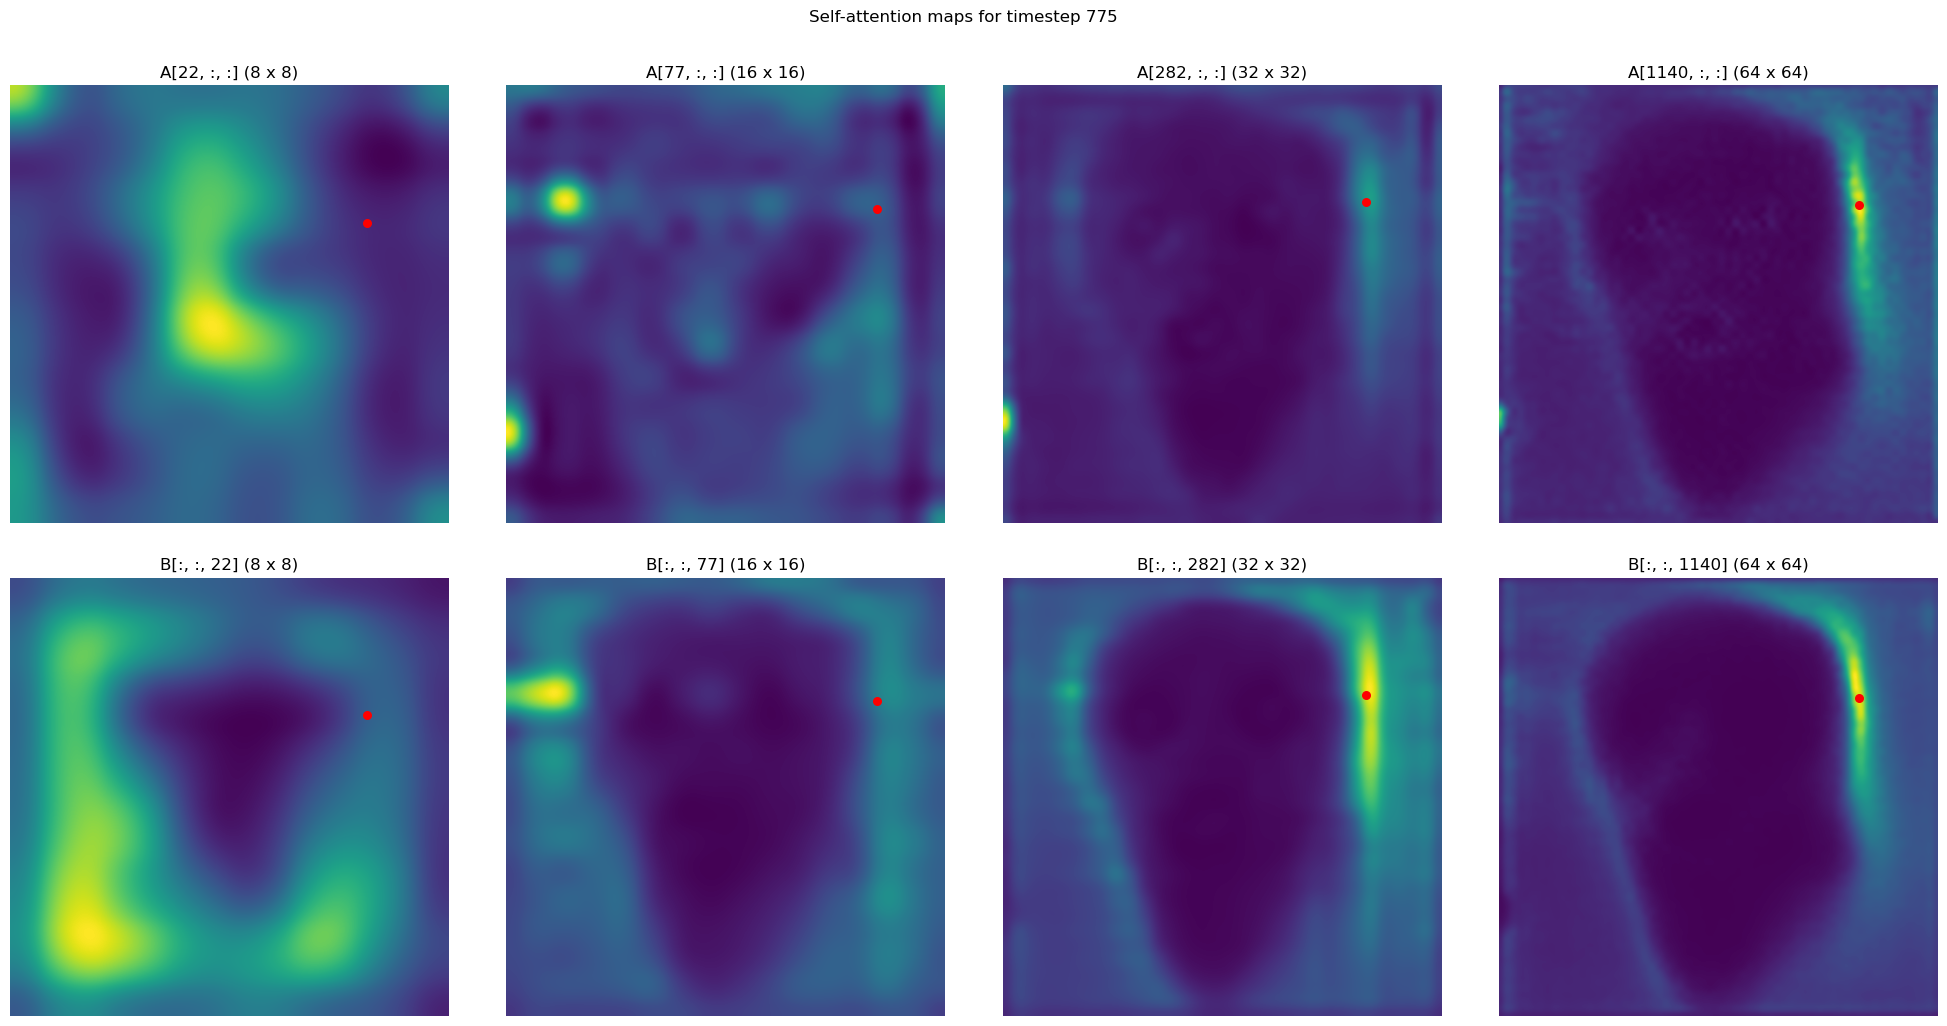 Self-attention maps for timestep 775
A[22, :, :] (8 x 8)
A[77, :, :] (16 x 16)
A[282, :, :] (32 x 32)
A[1140, :, :] (64 x 64)
B[:, :, 22] (8 x 8)
B[:, :, 77] (16 x 16)
B[:, :, 282] (32 x 32)
B[:, :, 1140] (64 x 64)